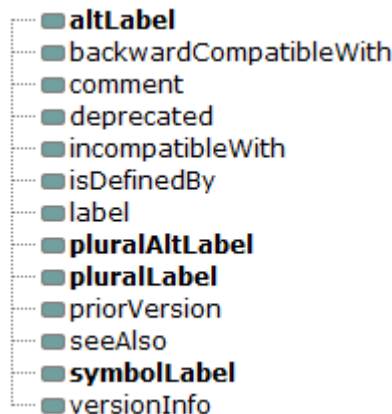 altLabel
backwardCompatibleWith
comment
deprecated
incompatibleWith
isDefinedBy
label
pluralAltLabel
pluralLabel
priorVersion
seeAlso
symbolLabel
versionInfo